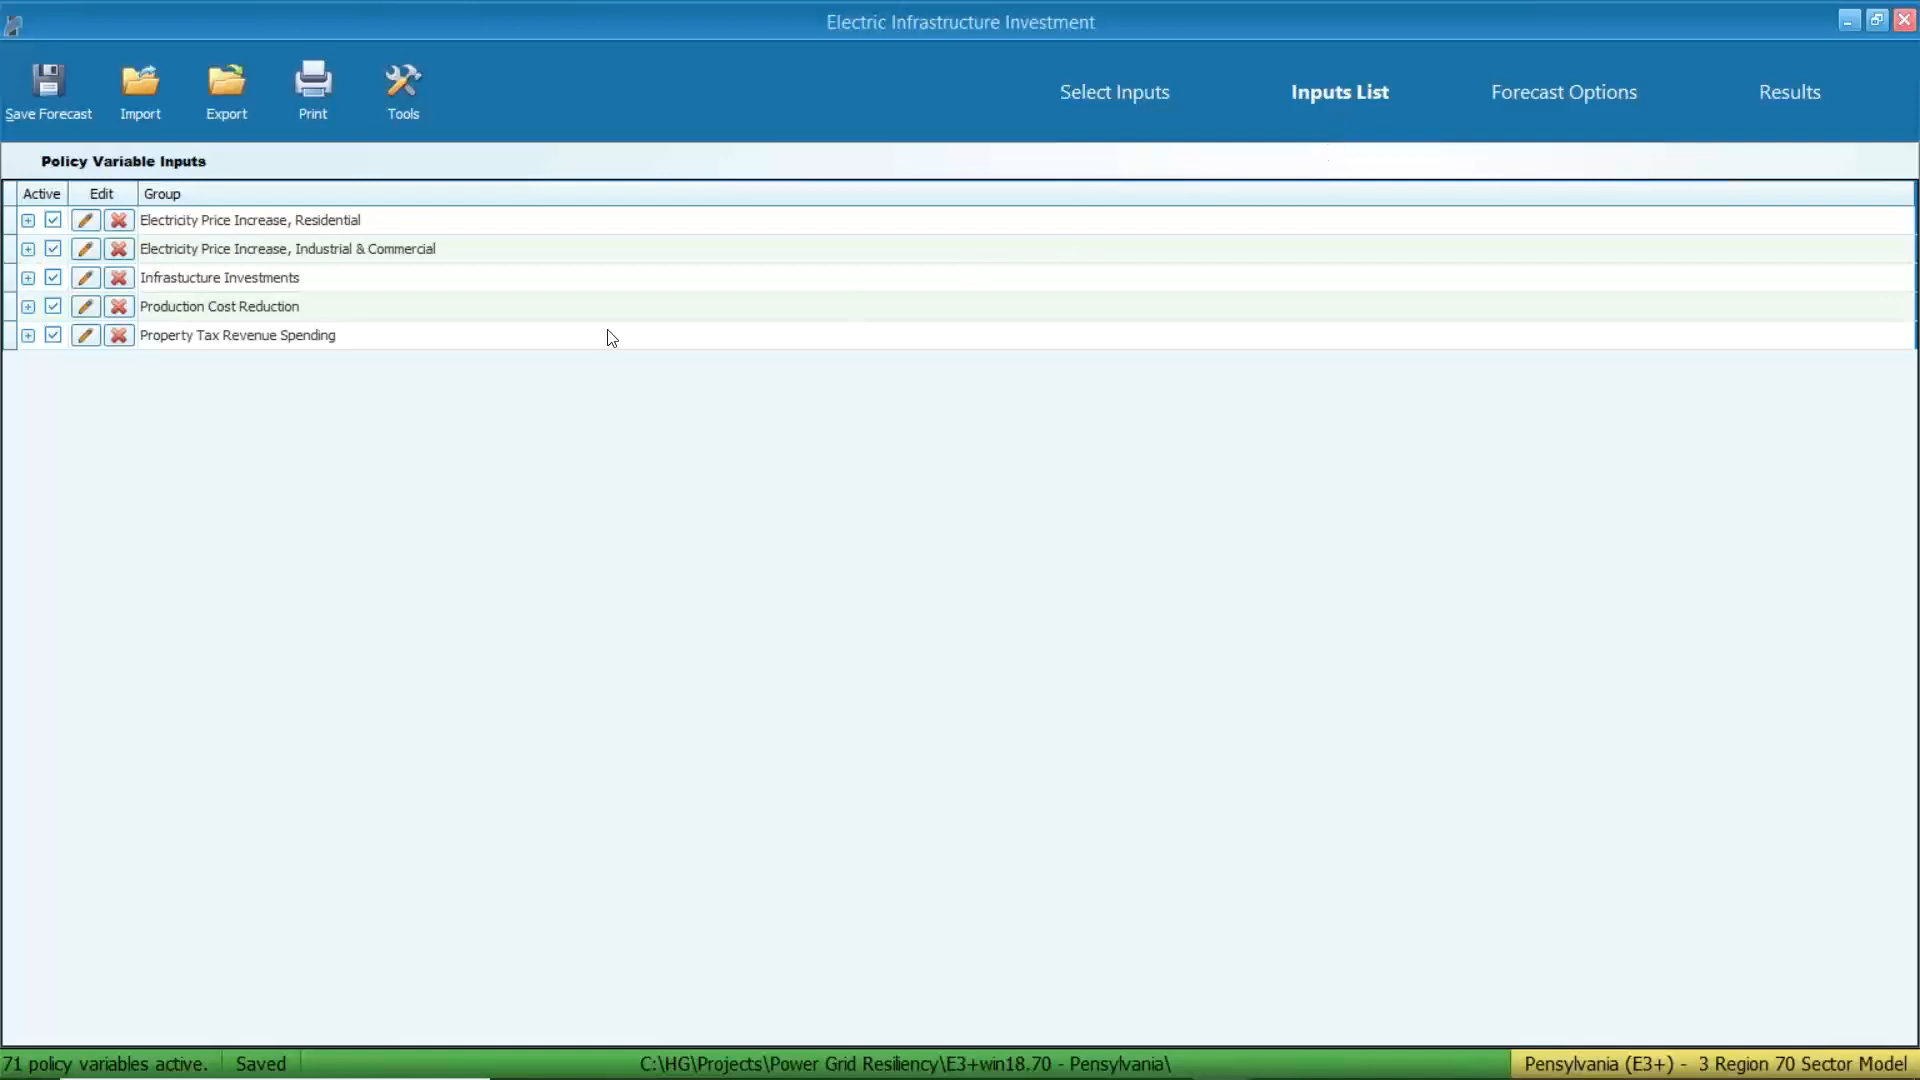 Electric Infrastructure Investment
Save Forecast
Import
Export
Print
Tools
Select Inputs
Inputs List
Forecast Options
Results
Policy Variable Inputs
Active Edit Group
Electricity Price Increase, Residential
Electricity Price Increase, Industrial & Commercial
Infrastucture Investments
Production Cost Reduction
Property Tax Revenue Spending
71 policy variables active. Saved C:\HG\Projects\Power Grid Resiliency\E3+win18.70 - Pensylvania\ Pensylvania (E3+) - 3 Region 70 Sector Model